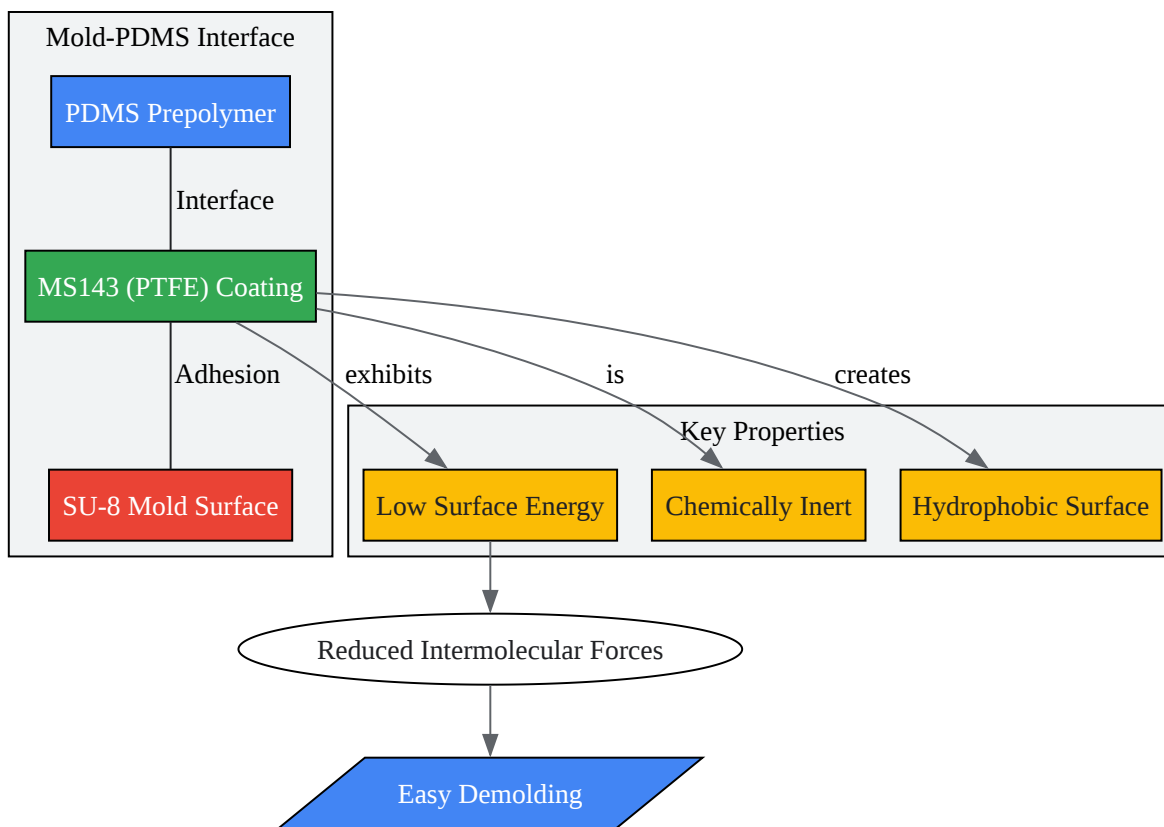 Mold-PDMS Interface
PDMS Prepolymer
Interface
MS143 (PTFE) Coating
Adhesion
exhibits
is
creates
Key Properties
SU-8 Mold Surface
Low Surface Energy
Chemically Inert
Hydrophobic Surface
Reduced Intermolecular Forces
Easy Demolding